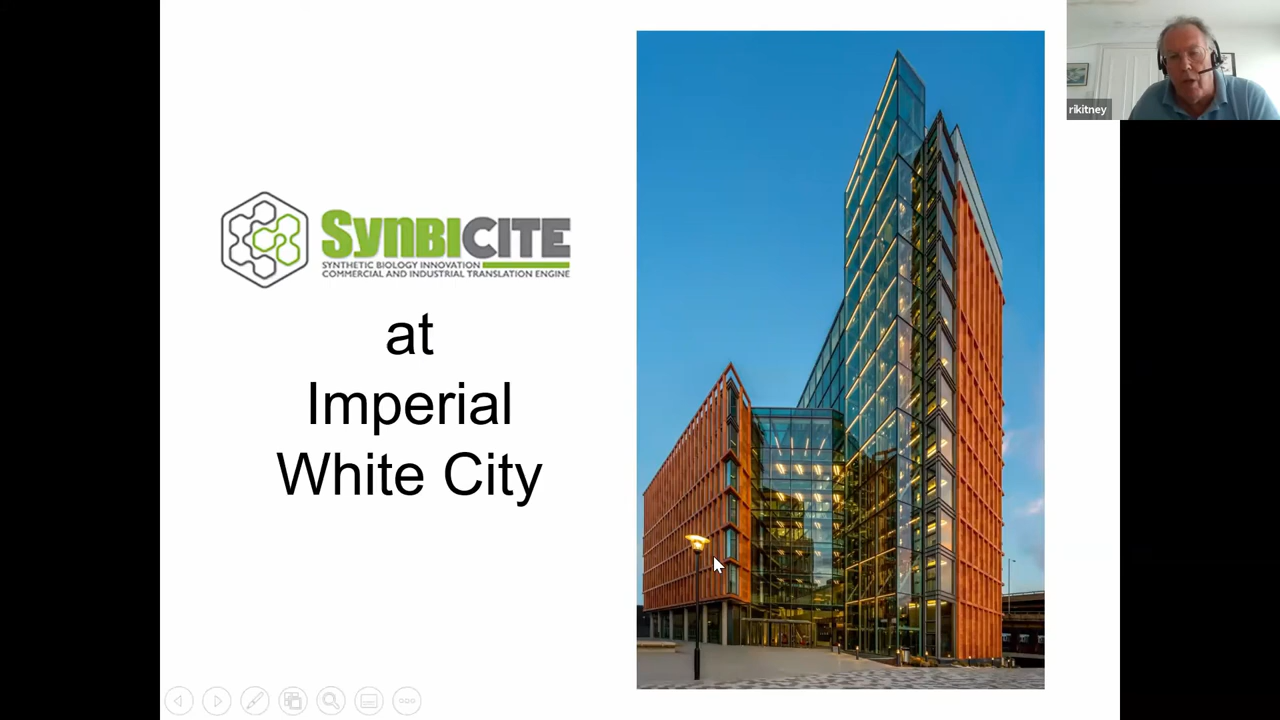 SYNBICITE
SYNTHETIC BIOLOGY INNOVATION
COMMERCIAL AND INDUSTRIAL TRANSLATION ENGINE
at
Imperial
White City
rikitney